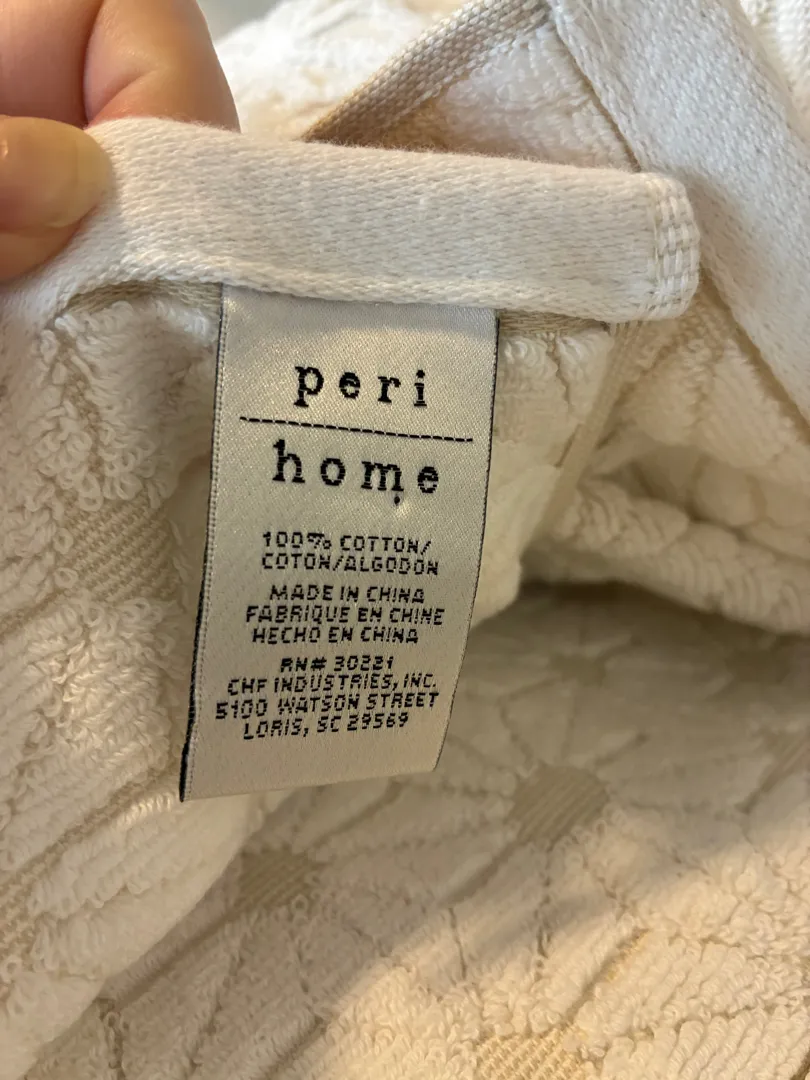 peri
home
100% COTTON/
COTON/ALGODON
MADE IN CHINA
FABRIQUE EN CHINE
HECHO EN CHINA
RN# 30221
CHF INDUSTRIES, INC.
5100 WATSON STREET
LORIS, SC 29569